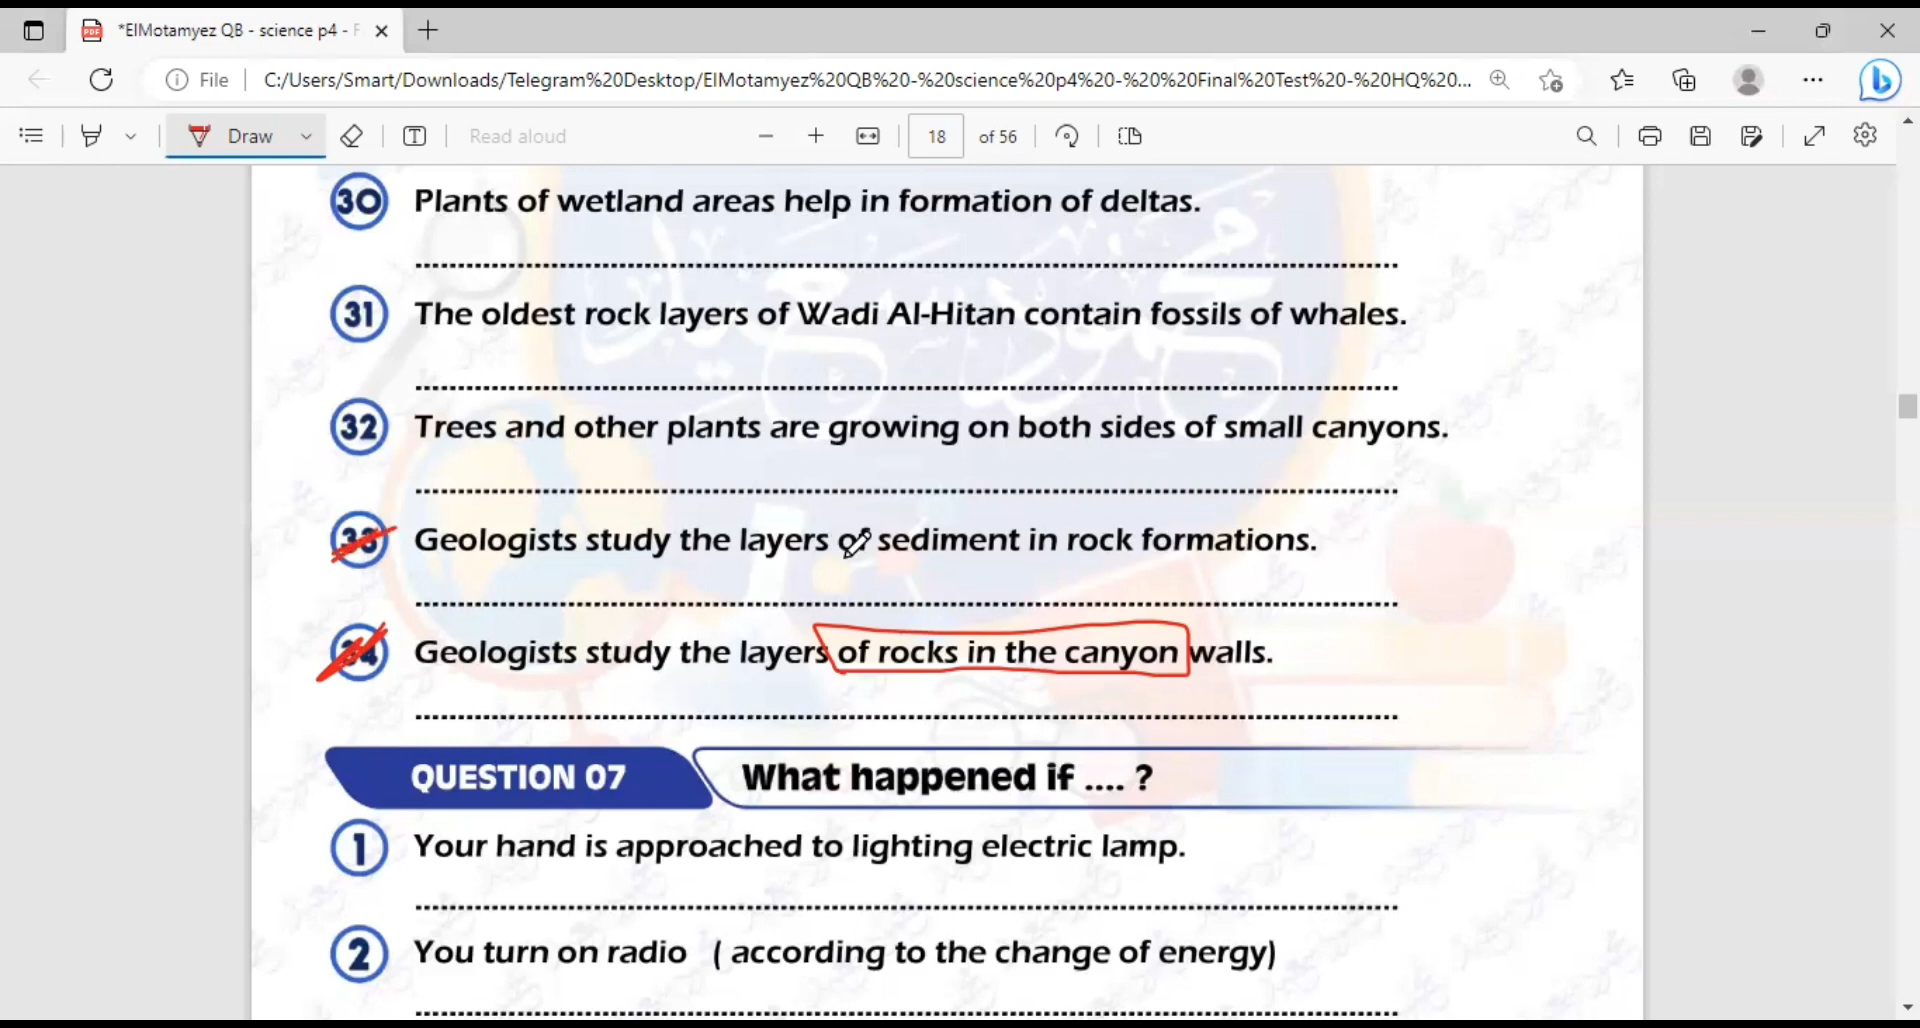 *ElMotamyez QB - science p4 - F
File
C:/Users/Smart/Downloads/Telegram%20Desktop/ElMotamyez%20QB%20-%20science%20p4%20-%20%20Final%20Test%20-%20HQ%20...
Draw
Read aloud
18 of 56
30 Plants of wetland areas help in formation of deltas.
31 The oldest rock layers of Wadi Al-Hitan contain fossils of whales.
32 Trees and other plants are growing on both sides of small canyons.
33 Geologists study the layers of sediment in rock formations.
34 Geologists study the layers of rocks in the canyon walls.
QUESTION 07 What happened if .... ?
1 Your hand is approached to lighting electric lamp.
2 You turn on radio ( according to the change of energy)